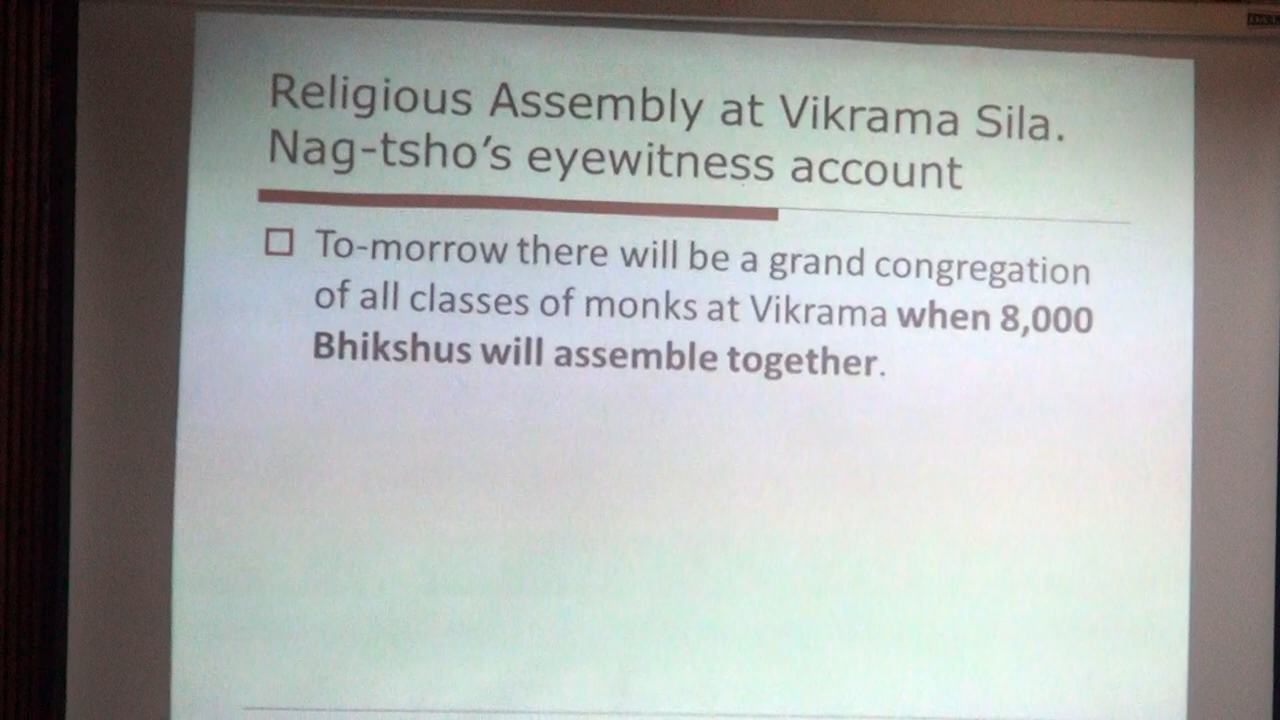 Religious Assembly at Vikrama Sila.
Nag-tsho's eyewitness account
To-morrow there will be a grand congregation
of all classes of monks at Vikrama when 8,000
Bhikshus will assemble together.